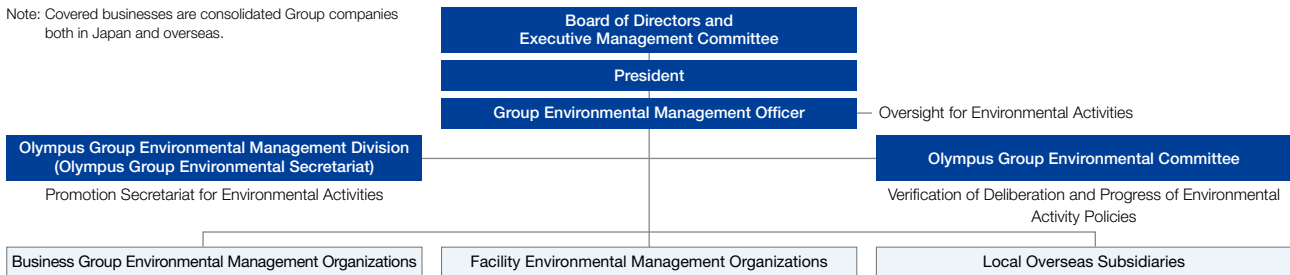 Note: Covered businesses are consolidated Group companies
both in Japan and overseas.
Board of Directors and
Executive Management Committee
President
Group Environmental Management Officer
Oversight for Environmental Activities
Olympus Group Environmental Management Division
(Olympus Group Environmental Secretariat)
Promotion Secretariat for Environmental Activities
Olympus Group Environmental Committee
Verification of Deliberation and Progress of Environmental
Activity Policies
Business Group Environmental Management Organizations
Facility Environmental Management Organizations
Local Overseas Subsidiaries